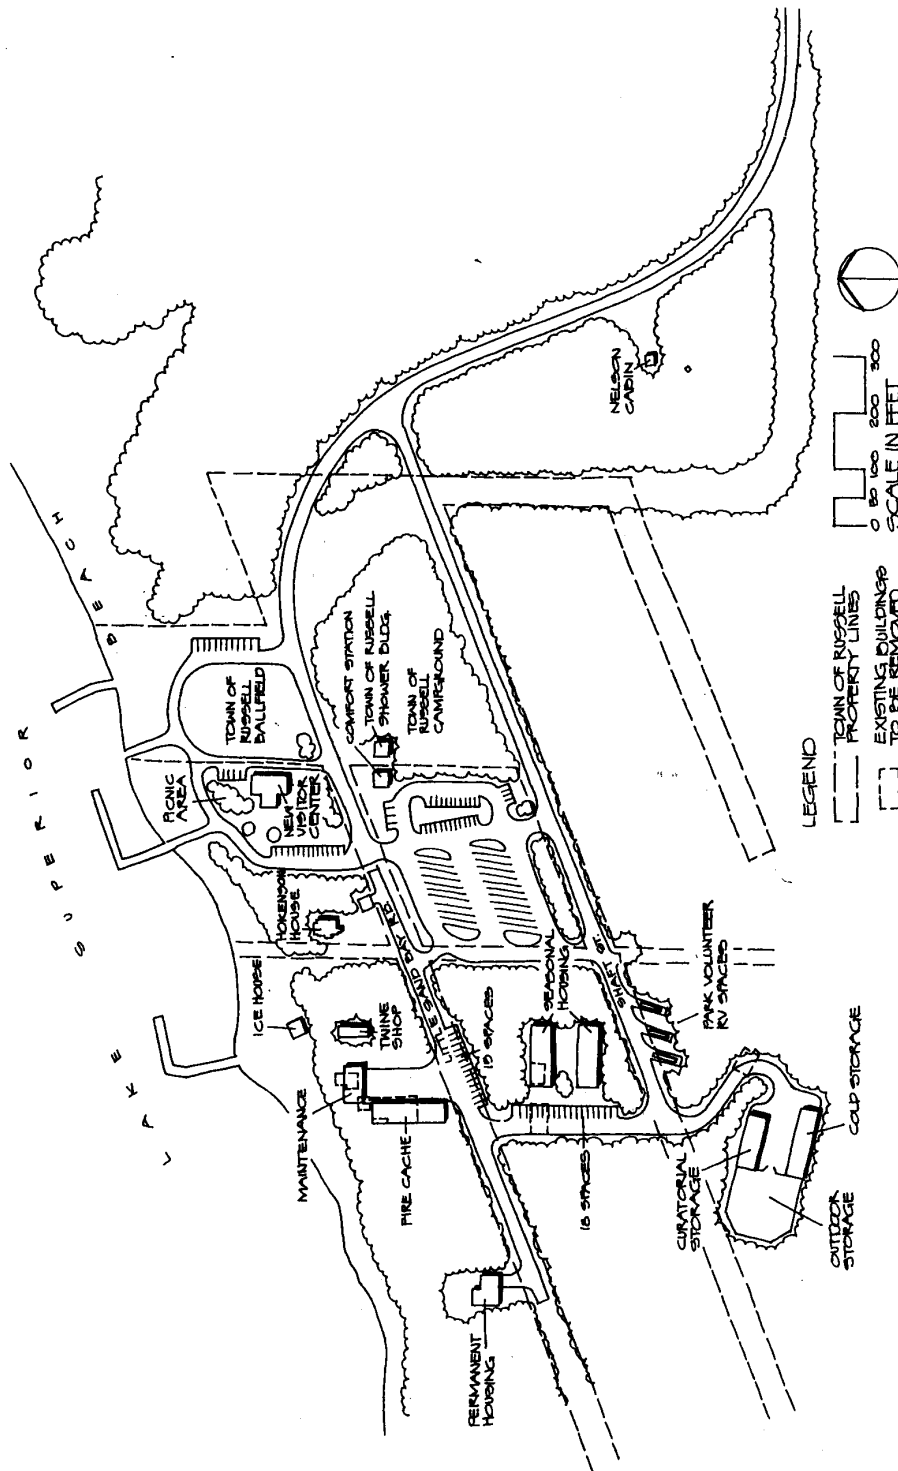 LAKE SUPERIOR
BEACH
PICNIC
AREA
TOWN OF
RUSSELL
BALLFIELD
NEW
VISITOR
CENTER
COMFORT STATION
TOWN OF RUSSELL
SHOWER BLDG.
TOWN OF
RUSSELL
CAMPGROUND
HOKENSON
HOUSE
ICE HOUSE
TWINE
SHOP
MAINTENANCE
FIRE CACHE
LITTLE SAND BAY RD.
15 SPACES
SEASONAL
HOUSING
18 SPACES
SHAFT ST.
PARK VOLUNTEER
RV SPACES
PERMANENT
HOUSING
CURATORIAL
STORAGE
COLD STORAGE
OUTDOOR
STORAGE
NELSON
CABIN
LEGEND
TOWN OF RUSSELL
PROPERTY LINES
EXISTING BUILDINGS
TO BE REMOVED
0 50 100 200 300
SCALE IN FEET